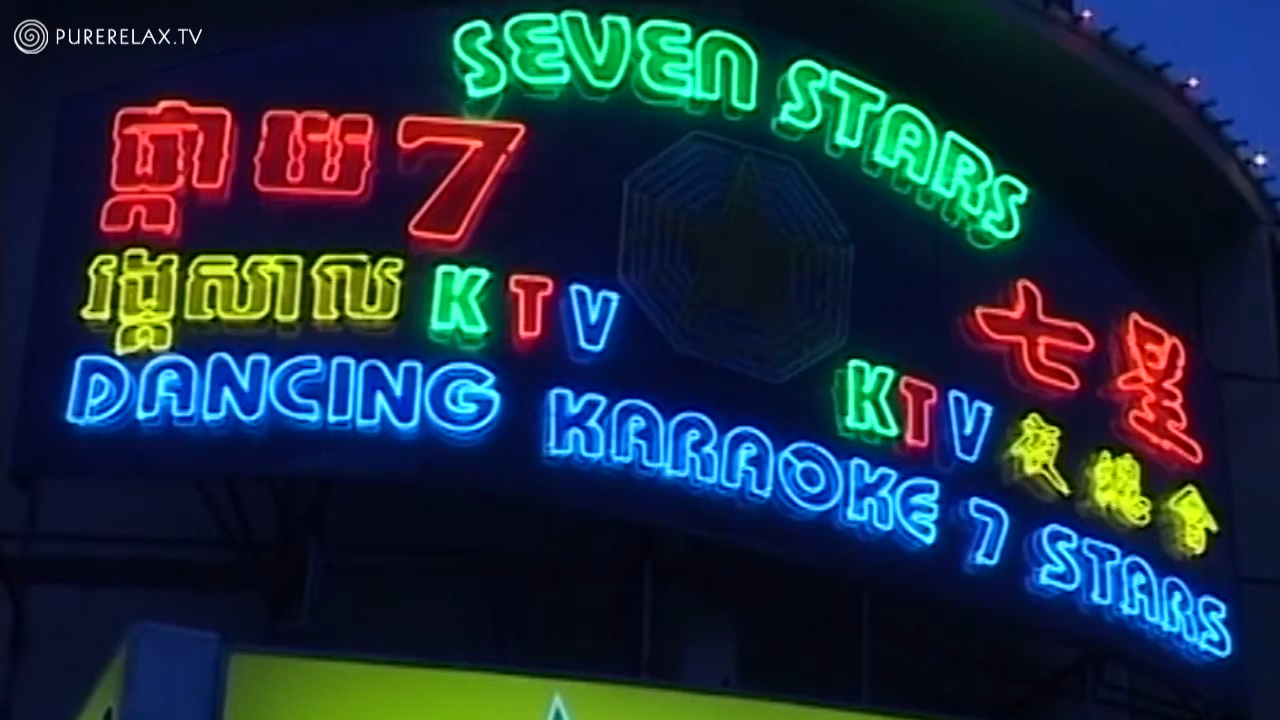 PURERELAX.TV
SEVEN STARS
ផ្កាយ 7
រង្គសាល KTV
DANCING KARAOKE 7 STARS
七星
KTV 夜總會